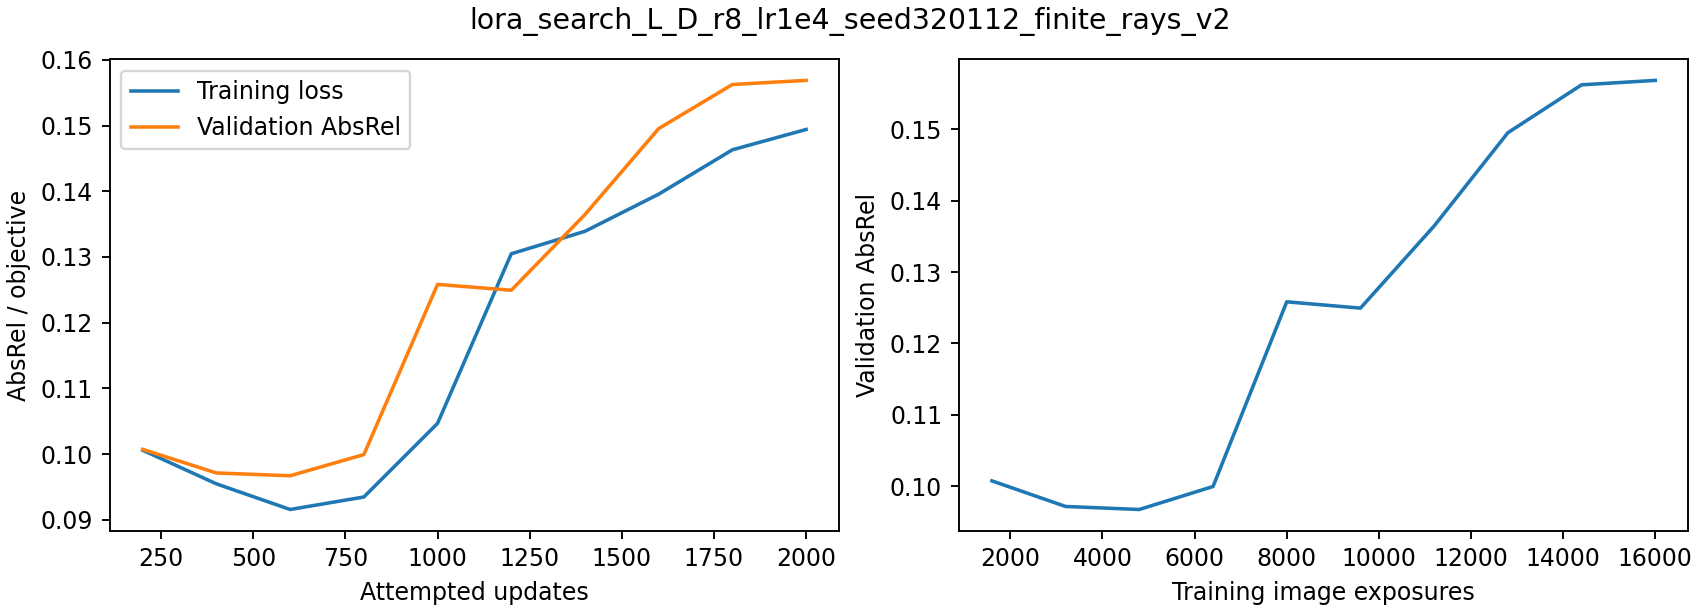 lora_search_L_D_r8_lr1e4_seed320112_finite_rays_v2
Training loss
Validation AbsRel
AbsRel / objective
0.16
0.15
0.14
0.13
0.12
0.11
0.10
0.09
250 500 750 1000 1250 1500 1750 2000
Attempted updates
Validation AbsRel
0.15
0.14
0.13
0.12
0.11
0.10
2000 4000 6000 8000 10000 12000 14000 16000
Training image exposures